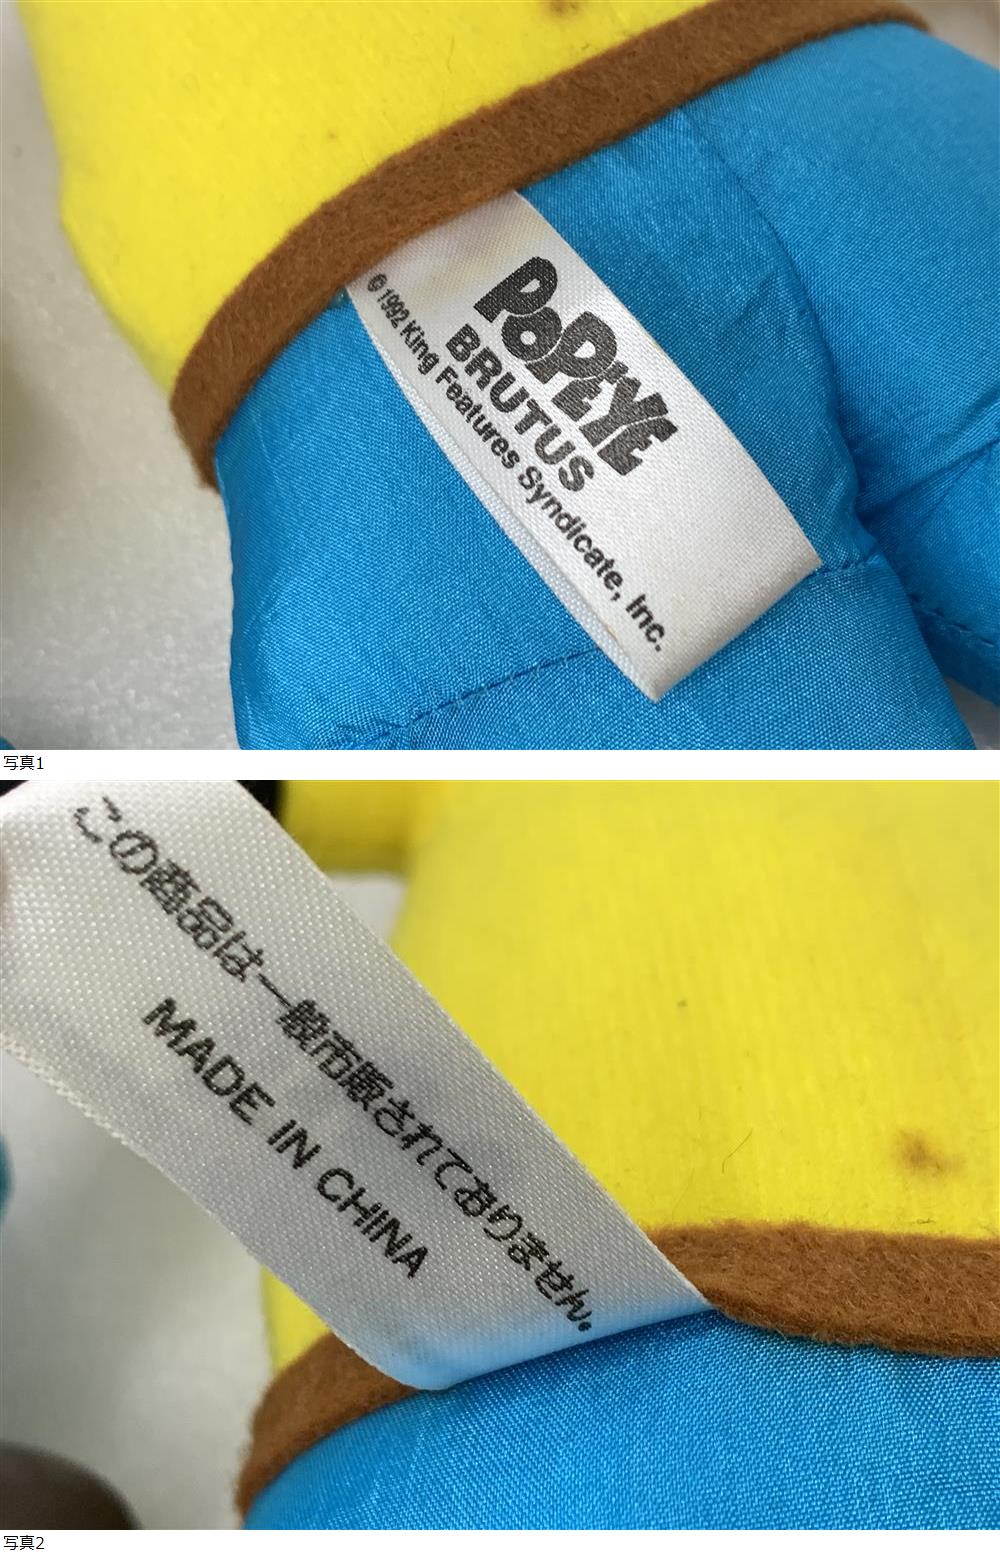 POPEYE
BRUTUS
© 1992 King Features Syndicate, Inc.
写真1
この商品は一般市販されておりません。
MADE IN CHINA
写真2